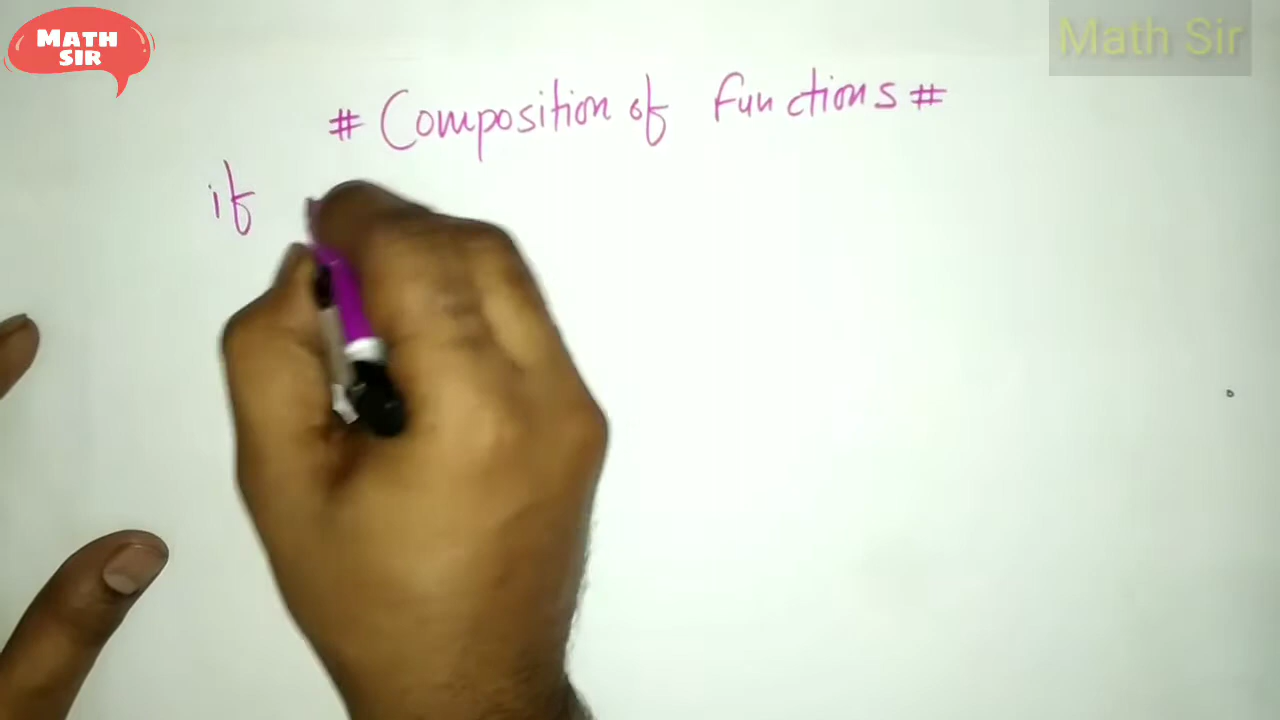 MATH
SIR
Math Sir
# Composition of functions #
if